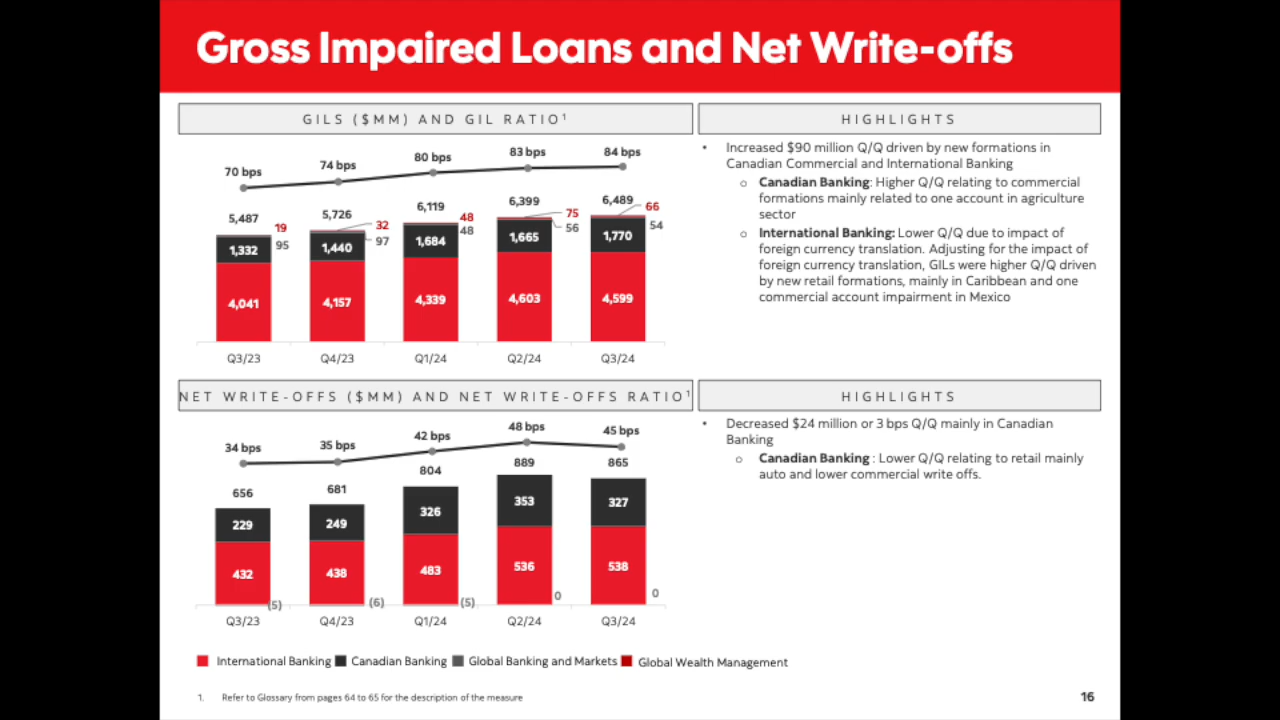 Gross Impaired Loans and Net Write-offs
GILS ($MM) AND GIL RATIO¹
70 bps
74 bps
80 bps
83 bps
84 bps
5,487
5,726
6,119
6,399
6,489
19
32
48
75
66
95
97
48
56
54
1,332
1,440
1,684
1,665
1,770
4,041
4,157
4,339
4,603
4,599
Q3/23
Q4/23
Q1/24
Q2/24
Q3/24
HIGHLIGHTS
• Increased $90 million Q/Q driven by new formations in
Canadian Commercial and International Banking
o Canadian Banking: Higher Q/Q relating to commercial
formations mainly related to one account in agriculture
sector
o International Banking: Lower Q/Q due to impact of
foreign currency translation. Adjusting for the impact of
foreign currency translation, GILs were higher Q/Q driven
by new retail formations, mainly in Caribbean and one
commercial account impairment in Mexico
NET WRITE-OFFS ($MM) AND NET WRITE-OFFS RATIO¹
34 bps
35 bps
42 bps
48 bps
45 bps
656
681
804
889
865
229
249
326
353
327
432
438
483
536
538
(5)
(6)
(5)
0
0
Q3/23
Q4/23
Q1/24
Q2/24
Q3/24
HIGHLIGHTS
• Decreased $24 million or 3 bps Q/Q mainly in Canadian
Banking
o Canadian Banking : Lower Q/Q relating to retail mainly
auto and lower commercial write offs.
International Banking
Canadian Banking
Global Banking and Markets
Global Wealth Management
1. Refer to Glossary from pages 64 to 65 for the description of the measure
16